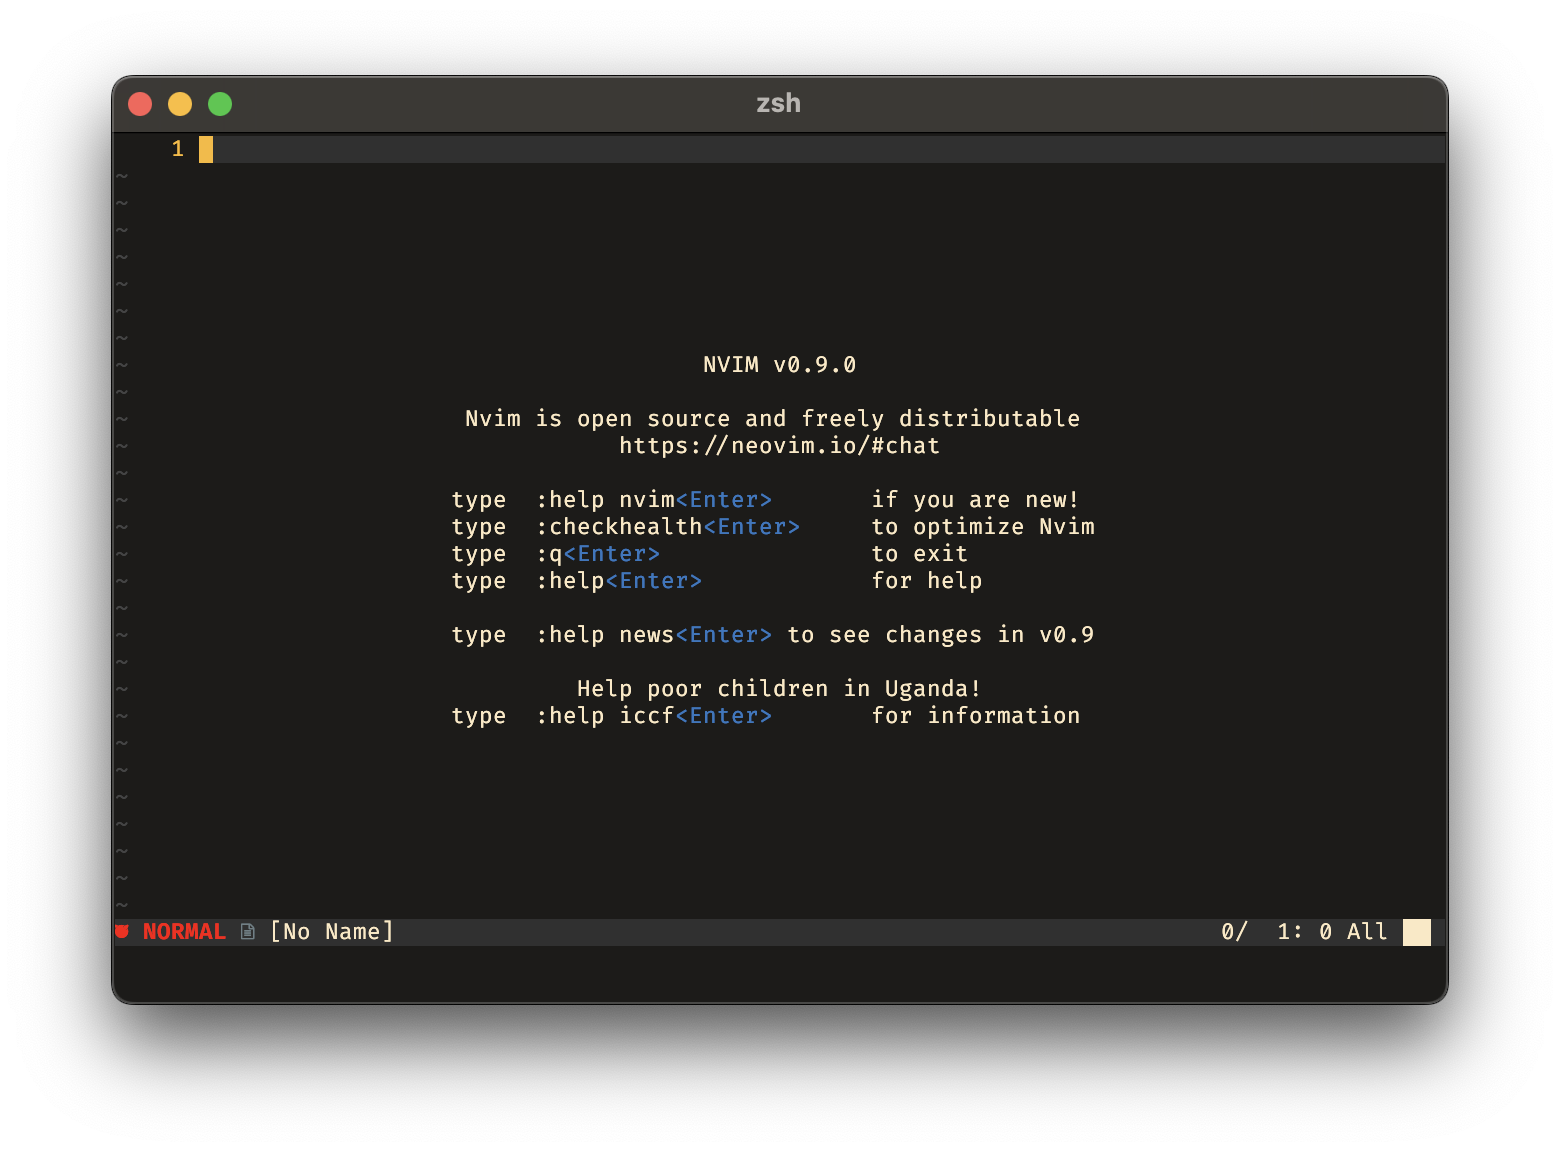 zsh
1
~
~
~
~
~
~
~
~ NVIM v0.9.0
~
~ Nvim is open source and freely distributable
~ https://neovim.io/#chat
~
~ type :help nvim<Enter> if you are new!
~ type :checkhealth<Enter> to optimize Nvim
~ type :q<Enter> to exit
~ type :help<Enter> for help
~
~ type :help news<Enter> to see changes in v0.9
~
~ Help poor children in Uganda!
~ type :help iccf<Enter> for information
~
~
~
~
~
~
~
NORMAL [No Name] 0/ 1: 0 All